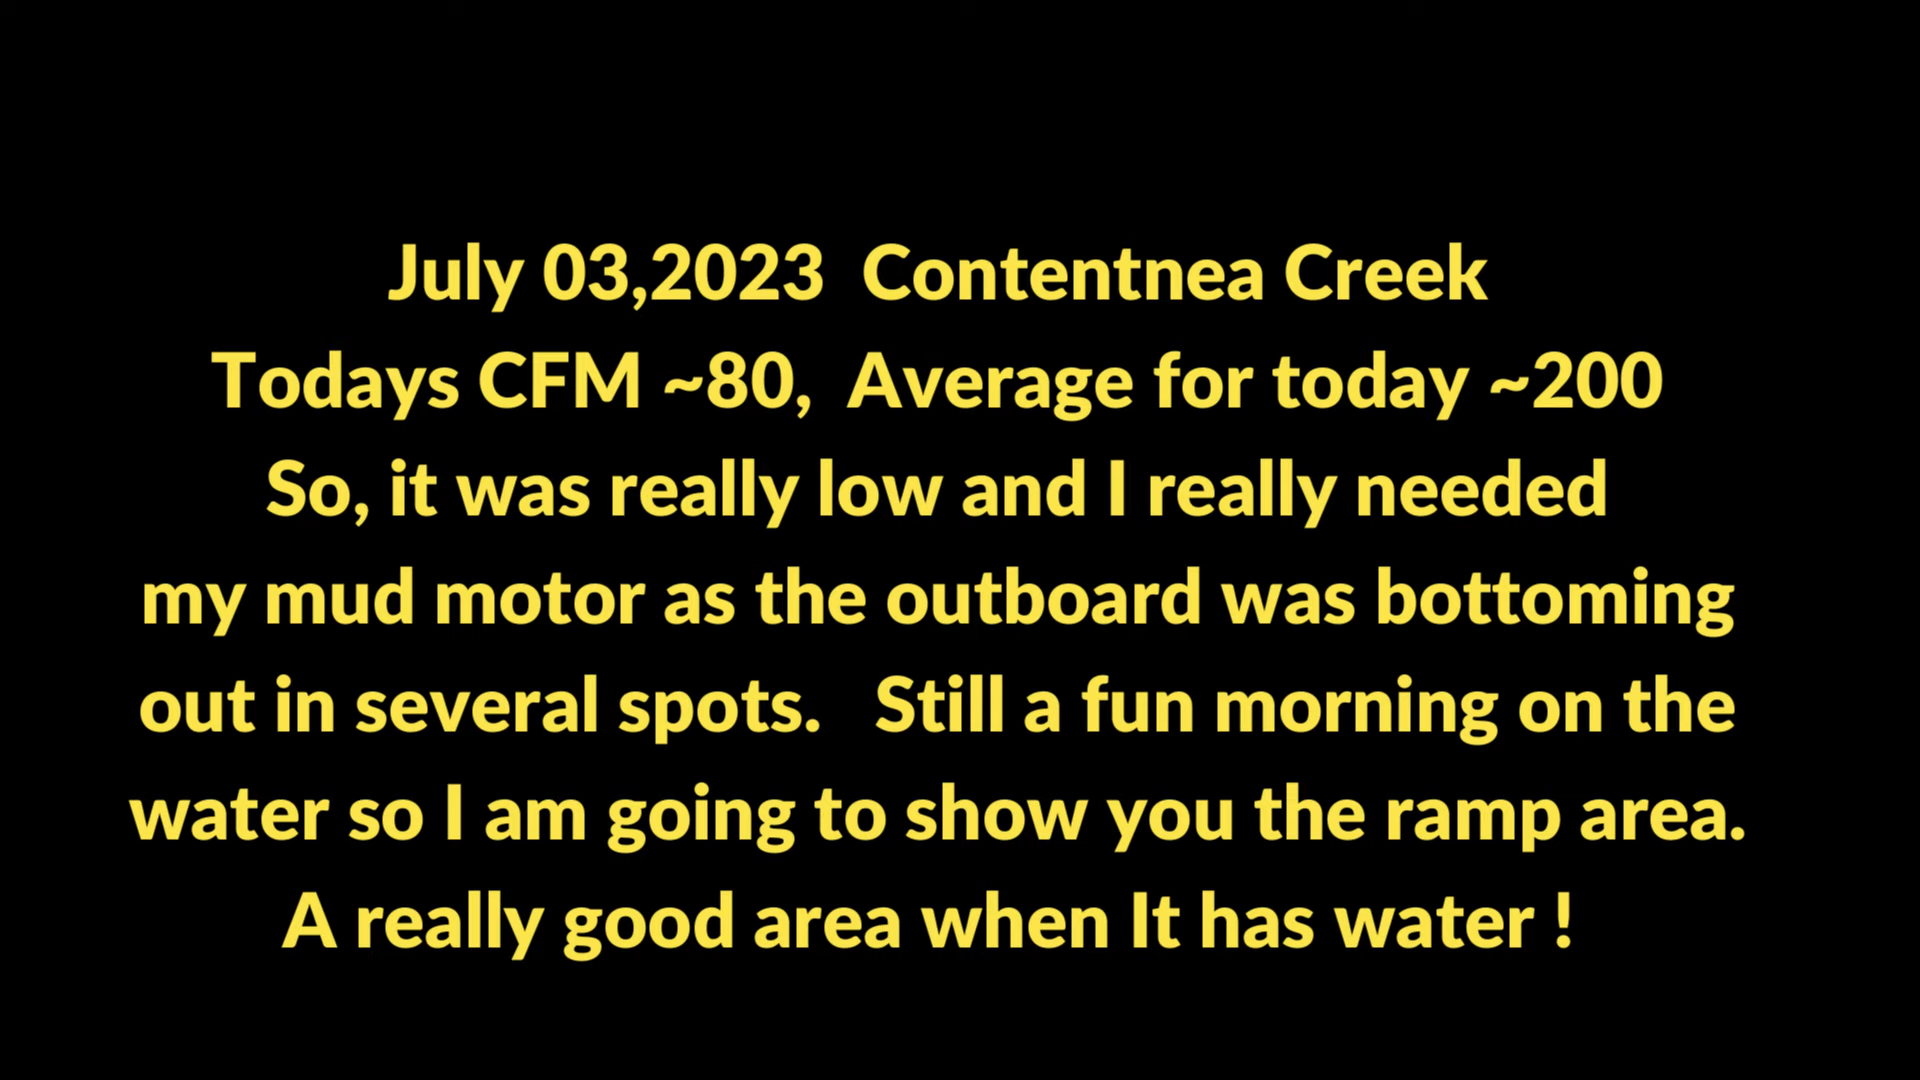 July 03,2023  Contentnea Creek
Todays CFM ~80,  Average for today ~200
So, it was really low and I really needed
my mud motor as the outboard was bottoming
out in several spots.   Still a fun morning on the
water so I am going to show you the ramp area.
A really good area when It has water !